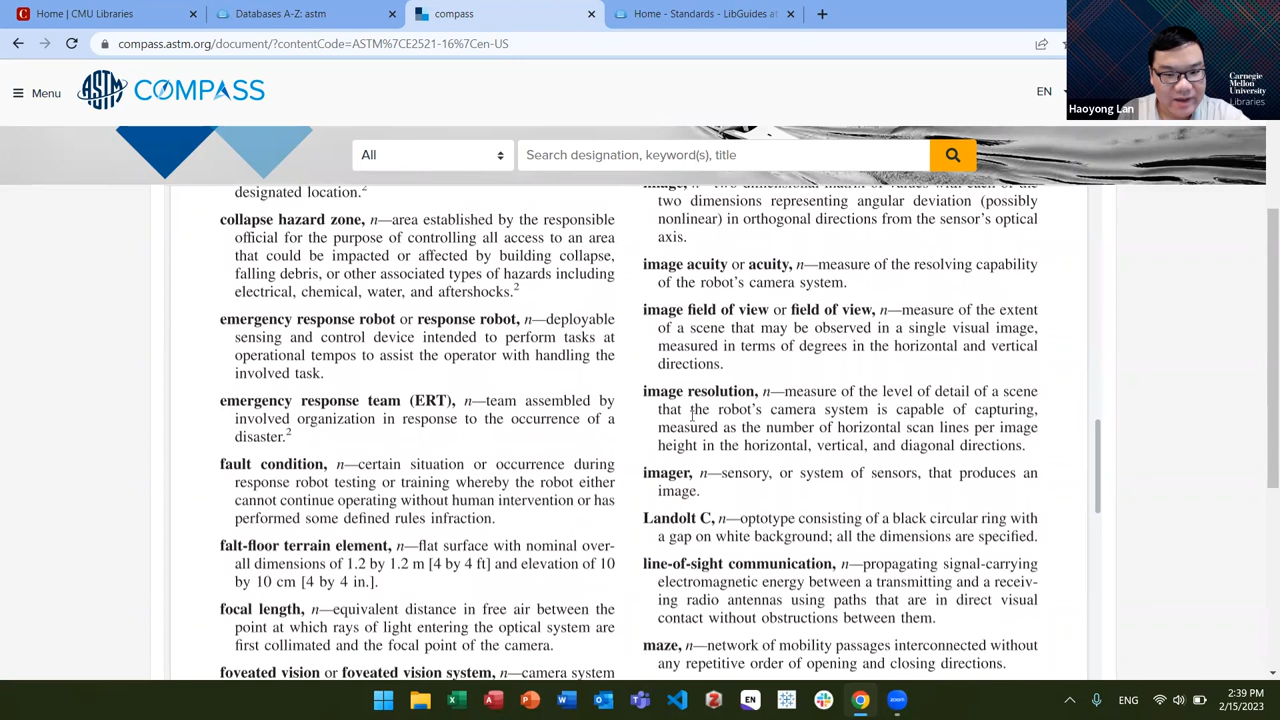 Home | CMU Libraries
Databases A-Z: astm
compass
Home - Standards - LibGuides at
compass.astm.org/document/?contentCode=ASTM%7CE2521-16%7Cen-US
Menu
ASTM
COMPASS
EN
Haoyong Lan
Carnegie
Mellon
University
Libraries
All
Search designation, keyword(s), title
designated location.2
collapse hazard zone, n—area established by the responsible
official for the purpose of controlling all access to an area
that could be impacted or affected by building collapse,
falling debris, or other associated types of hazards including
electrical, chemical, water, and aftershocks.2
emergency response robot or response robot, n—deployable
sensing and control device intended to perform tasks at
operational tempos to assist the operator with handling the
involved task.
emergency response team (ERT), n—team assembled by
involved organization in response to the occurrence of a
disaster.2
fault condition, n—certain situation or occurrence during
response robot testing or training whereby the robot either
cannot continue operating without human intervention or has
performed some defined rules infraction.
falt-floor terrain element, n—flat surface with nominal over-
all dimensions of 1.2 by 1.2 m [4 by 4 ft] and elevation of 10
by 10 cm [4 by 4 in.].
focal length, n—equivalent distance in free air between the
point at which rays of light entering the optical system are
first collimated and the focal point of the camera.
foveated vision or foveated vision system, n—camera system
image, n—two-dimensional matrix of values with each of the
two dimensions representing angular deviation (possibly
nonlinear) in orthogonal directions from the sensor's optical
axis.
image acuity or acuity, n—measure of the resolving capability
of the robot's camera system.
image field of view or field of view, n—measure of the extent
of a scene that may be observed in a single visual image,
measured in terms of degrees in the horizontal and vertical
directions.
image resolution, n—measure of the level of detail of a scene
that the robot's camera system is capable of capturing,
measured as the number of horizontal scan lines per image
height in the horizontal, vertical, and diagonal directions.
imager, n—sensory, or system of sensors, that produces an
image.
Landolt C, n—optotype consisting of a black circular ring with
a gap on white background; all the dimensions are specified.
line-of-sight communication, n—propagating signal-carrying
electromagnetic energy between a transmitting and a receiv-
ing radio antennas using paths that are in direct visual
contact without obstructions between them.
maze, n—network of mobility passages interconnected without
any repetitive order of opening and closing directions.
EN
ENG
2:39 PM
2/15/2023